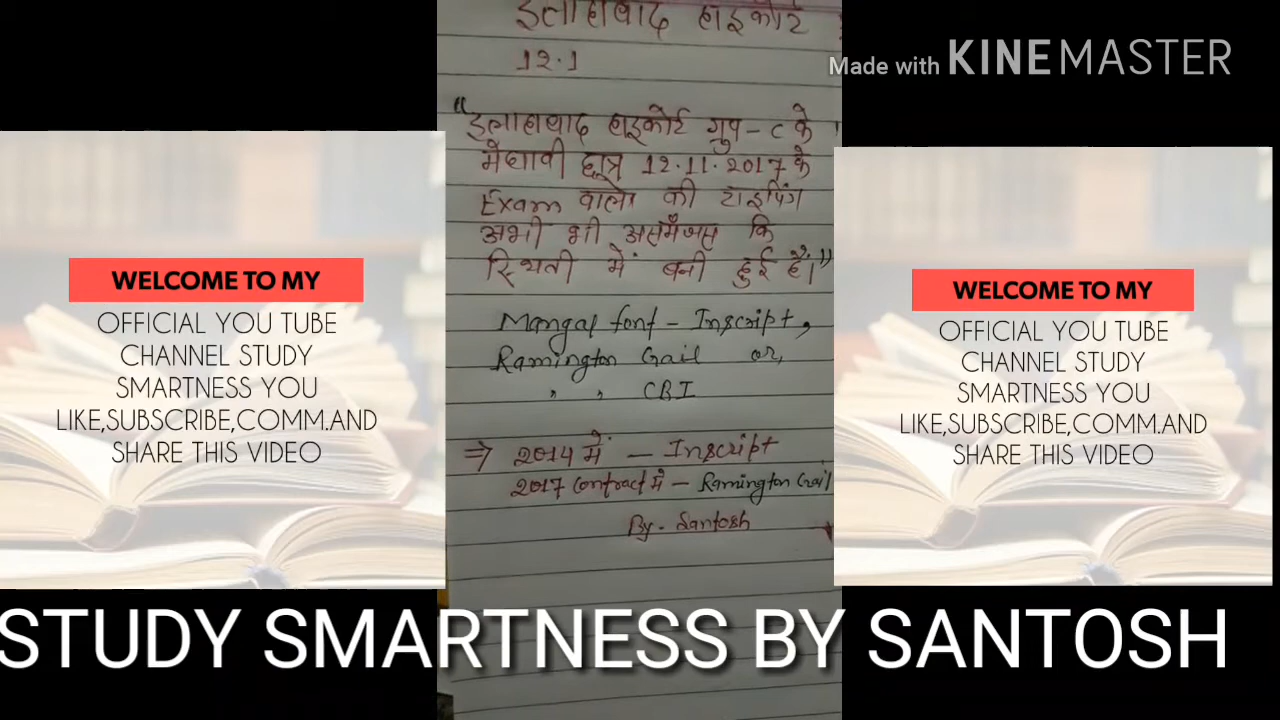 इलाहाबाद हाइकोर्ट
12.1
Made with KINEMASTER
"इलाहाबाद हाइकोर्ट ग्रुप - C के
मेधावी छात्र 12.11.2017 के
Exam वालो की टाइपिंग
अभी भी असमँजस कि
स्थिती में बनी हुई है।"
Mangal font - Inscript,
Ramington Gail or,
" " CBI
⇒ 2014 में - Inscript
2017 Contract में - Ramington Gail
By - Santosh
WELCOME TO MY
OFFICIAL YOU TUBE
CHANNEL STUDY
SMARTNESS YOU
LIKE,SUBSCRIBE,COMM.AND
SHARE THIS VIDEO
WELCOME TO MY
OFFICIAL YOU TUBE
CHANNEL STUDY
SMARTNESS YOU
LIKE,SUBSCRIBE,COMM.AND
SHARE THIS VIDEO
STUDY SMARTNESS BY SANTOSH